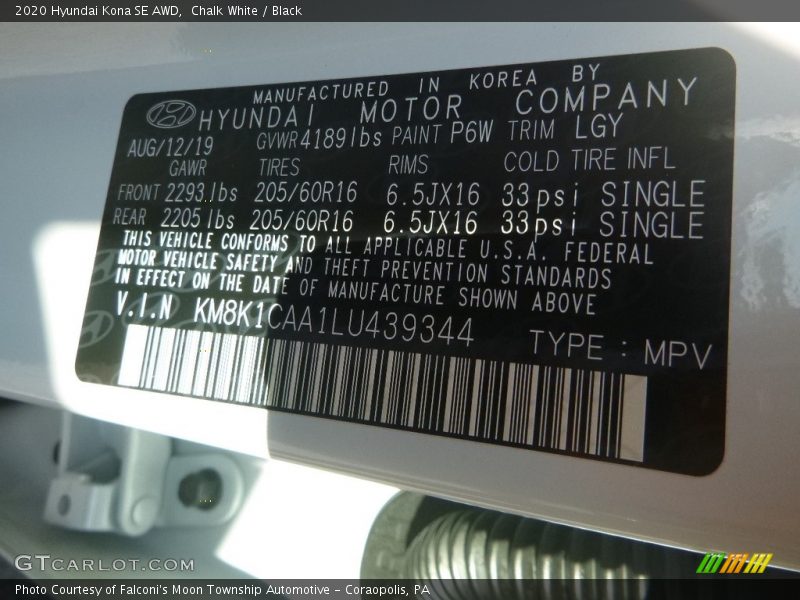 2020 Hyundai Kona SE AWD,  Chalk White / Black
MANUFACTURED IN KOREA BY
HYUNDAI MOTOR COMPANY
AUG/12/19 GVWR 4189lbs PAINT P6W TRIM LGY
GAWR TIRES RIMS COLD TIRE INFL
FRONT 2293lbs 205/60R16 6.5JX16 33psi SINGLE
REAR 2205lbs 205/60R16 6.5JX16 33psi SINGLE
THIS VEHICLE CONFORMS TO ALL APPLICABLE U.S.A. FEDERAL
MOTOR VEHICLE SAFETY AND THEFT PREVENTION STANDARDS
IN EFFECT ON THE DATE OF MANUFACTURE SHOWN ABOVE
V.I.N KM8K1CAA1LU439344 TYPE : MPV
GTCARLOT.COM
Photo Courtesy of Falconi's Moon Township Automotive – Coraopolis, PA